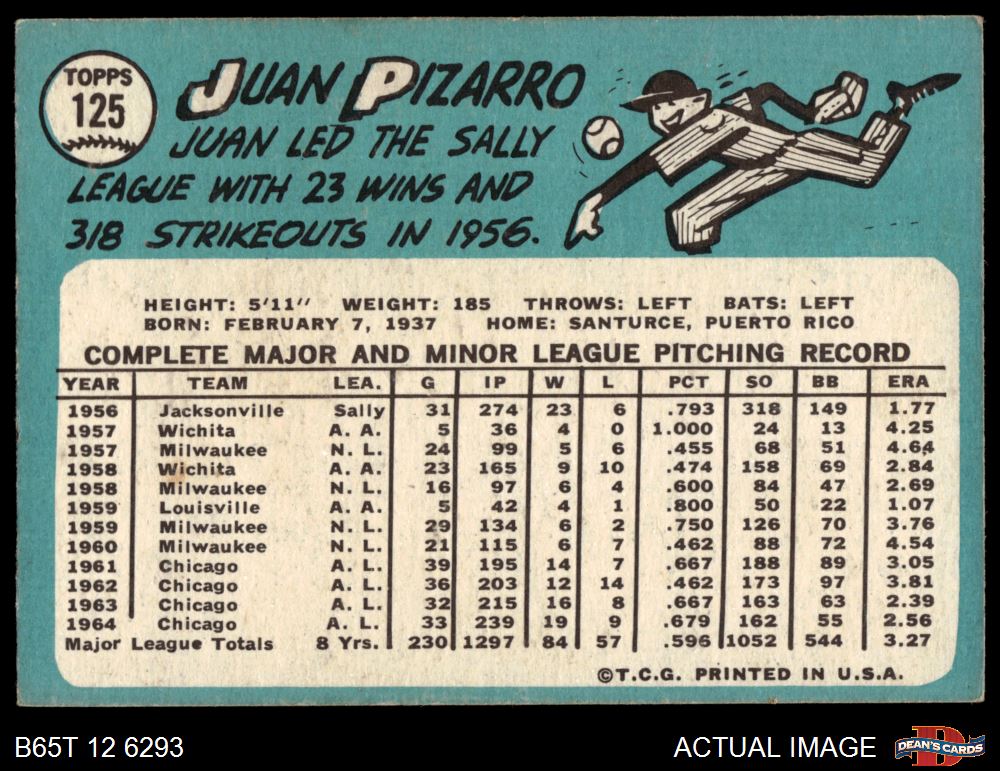 TOPPS
125
JUAN PIZARRO
JUAN LED THE SALLY
LEAGUE WITH 23 WINS AND
318 STRIKEOUTS IN 1956.
HEIGHT: 5'11" WEIGHT: 185 THROWS: LEFT BATS: LEFT
BORN: FEBRUARY 7, 1937 HOME: SANTURCE, PUERTO RICO
COMPLETE MAJOR AND MINOR LEAGUE PITCHING RECORD
YEAR TEAM LEA. G IP W L PCT SO BB ERA
1956 Jacksonville Sally 31 274 23 6 .793 318 149 1.77
1957 Wichita A. A. 5 36 4 0 1.000 24 13 4.25
1957 Milwaukee N. L. 24 99 5 6 .455 68 51 4.64
1958 Wichita A. A. 23 165 9 10 .474 158 69 2.84
1958 Milwaukee N. L. 16 97 6 4 .600 84 47 2.69
1959 Louisville A. A. 5 42 4 1 .800 50 22 1.07
1959 Milwaukee N. L. 29 134 6 2 .750 126 70 3.76
1960 Milwaukee N. L. 21 115 6 7 .462 88 72 4.54
1961 Chicago A. L. 39 195 14 7 .667 188 89 3.05
1962 Chicago A. L. 36 203 12 14 .462 173 97 3.81
1963 Chicago A. L. 32 215 16 8 .667 163 63 2.39
1964 Chicago A. L. 33 239 19 9 .679 162 55 2.56
Major League Totals 8 Yrs. 230 1297 84 57 .596 1052 544 3.27
©T.C.G. PRINTED IN U.S.A.
B65T 12 6293
ACTUAL IMAGE
DEAN'S CARDS